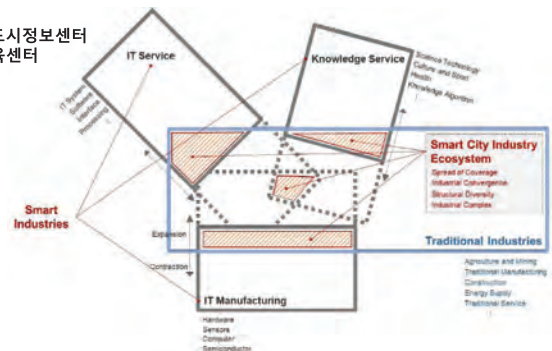 도시정보센터
육센터
IT Service
Knowledge Service
IT System
Software
Interface
Processing
Science Technology
Culture and Sport
Health
Knowledge Algorithm
Smart City Industry
Ecosystem
Spread of Coverage
Industrial Convergence
Structural Diversity
Industrial Complex
Smart
Industries
Expansion
Contraction
Traditional Industries
Agriculture and Mining
Traditional Manufacturing
Construction
Energy Supply
Traditional Service
IT Manufacturing
Hardware
Sensors
Computer
Semiconductor